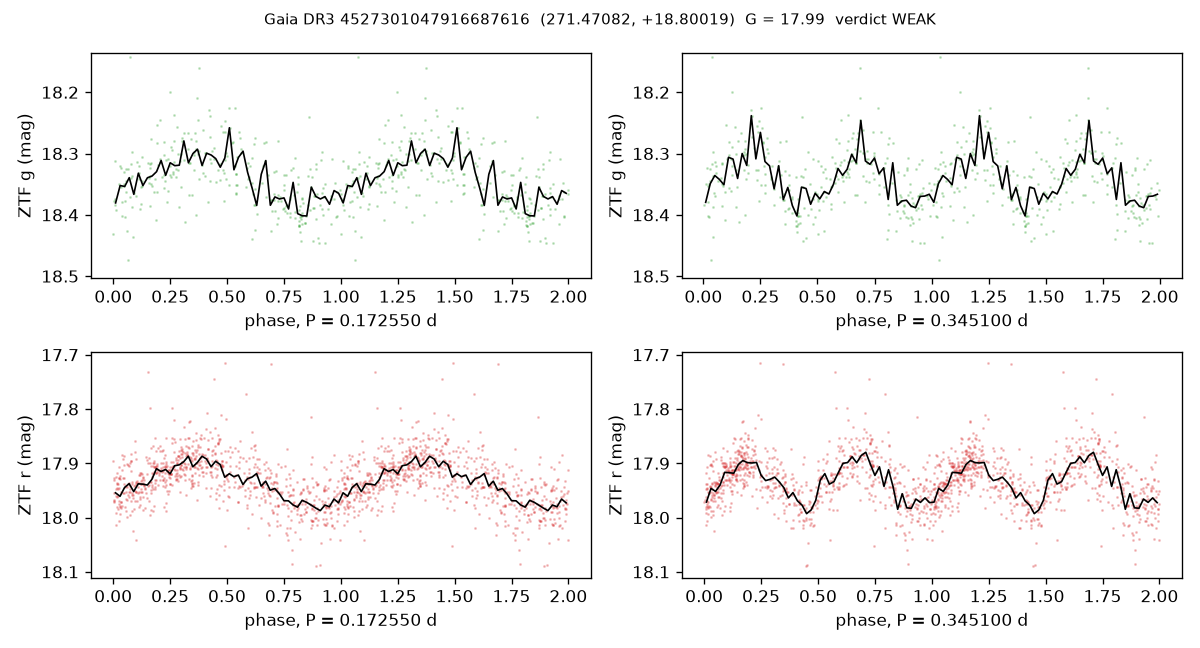 Gaia DR3 4527301047916687616  (271.47082, +18.80019)  G = 17.99  verdict WEAK
ZTF g (mag)
18.2
18.3
18.4
18.5
0.00 0.25 0.50 0.75 1.00 1.25 1.50 1.75 2.00
phase, P = 0.172550 d
ZTF g (mag)
18.2
18.3
18.4
18.5
0.00 0.25 0.50 0.75 1.00 1.25 1.50 1.75 2.00
phase, P = 0.345100 d
ZTF r (mag)
17.7
17.8
17.9
18.0
18.1
0.00 0.25 0.50 0.75 1.00 1.25 1.50 1.75 2.00
phase, P = 0.172550 d
ZTF r (mag)
17.7
17.8
17.9
18.0
18.1
0.00 0.25 0.50 0.75 1.00 1.25 1.50 1.75 2.00
phase, P = 0.345100 d